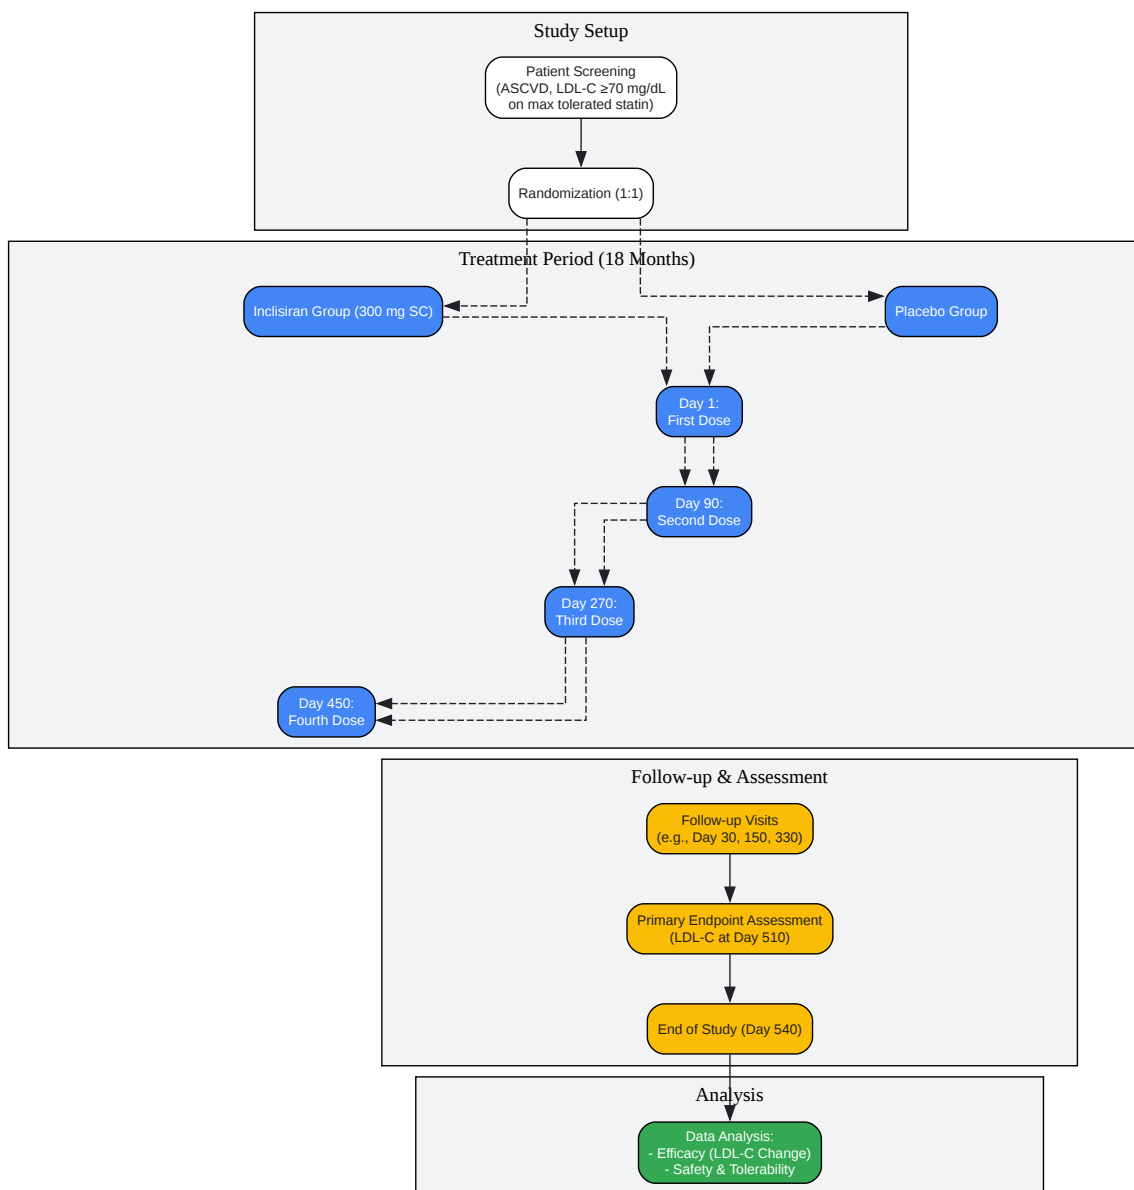 Study Setup
Patient Screening
(ASCVD, LDL-C ≥70 mg/dL
on max tolerated statin)
Randomization (1:1)
Treatment Period (18 Months)
Inclisiran Group (300 mg SC)
Placebo Group
Day 1:
First Dose
Day 90:
Second Dose
Day 270:
Third Dose
Day 450:
Fourth Dose
Follow-up & Assessment
Follow-up Visits
(e.g., Day 30, 150, 330)
Primary Endpoint Assessment
(LDL-C at Day 510)
End of Study (Day 540)
Analysis
Data Analysis:
- Efficacy (LDL-C Change)
- Safety & Tolerability